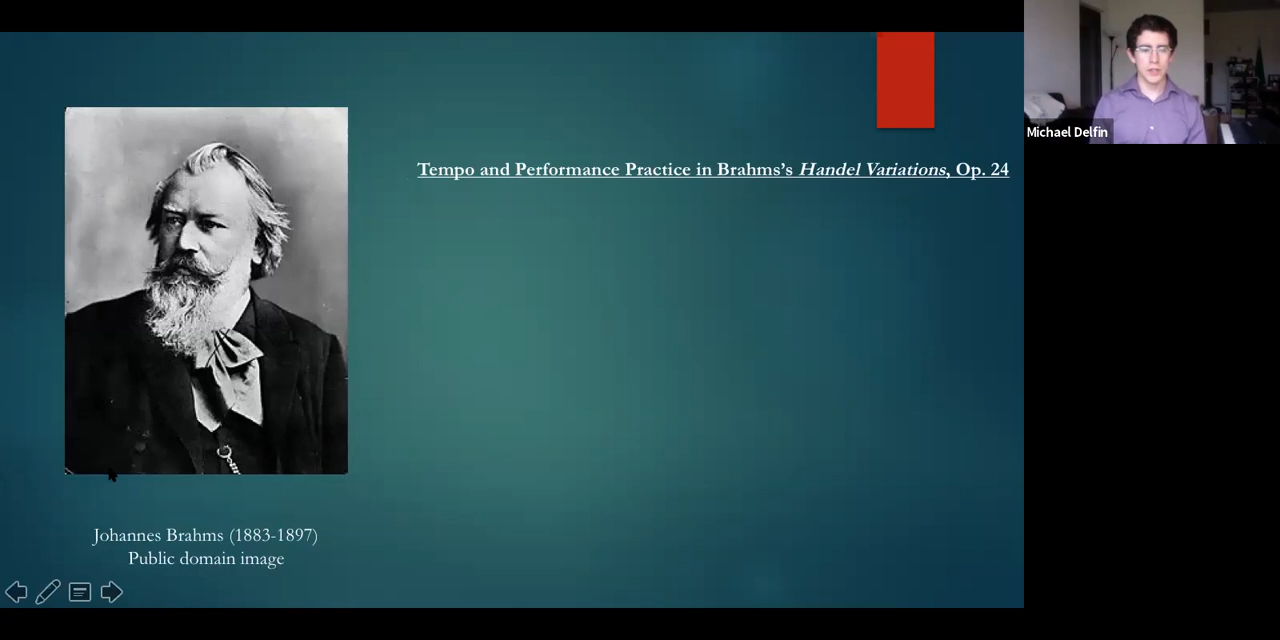 Tempo and Performance Practice in Brahms's Handel Variations, Op. 24
Michael Delfin
Johannes Brahms (1883-1897)
Public domain image